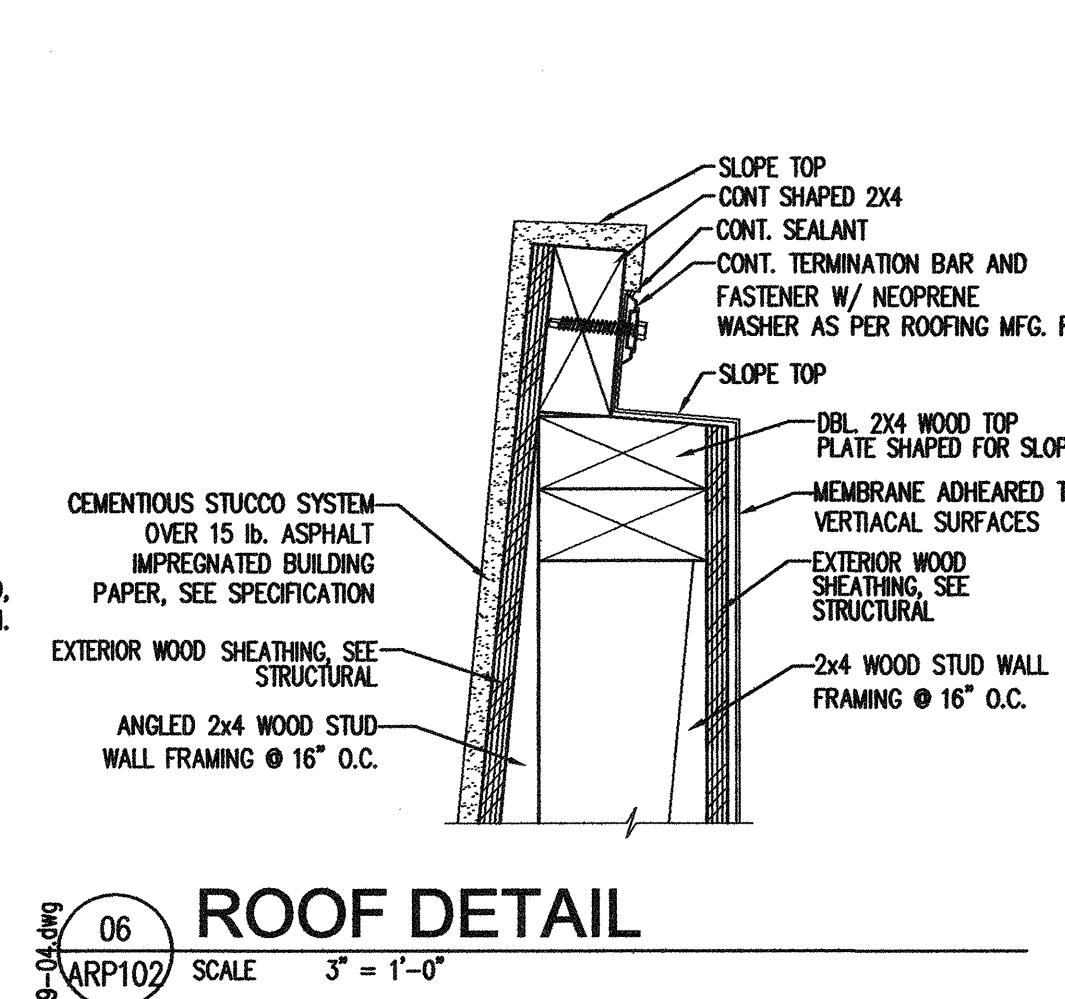 SLOPE TOP
CONT SHAPED 2X4
CONT. SEALANT
CONT. TERMINATION BAR AND
FASTENER W/ NEOPRENE
WASHER AS PER ROOFING MFG.
SLOPE TOP
DBL. 2X4 WOOD TOP
PLATE SHAPED FOR
MEMBRANE ADHEARED
VERTIACAL SURFACES
EXTERIOR WOOD
SHEATHING, SEE
STRUCTURAL
2x4 WOOD STUD WALL
FRAMING @ 16" O.C.
CEMENTIOUS STUCCO SYSTEM
OVER 15 lb. ASPHALT
IMPREGNATED BUILDING
PAPER, SEE SPECIFICATION
EXTERIOR WOOD SHEATHING, SEE
STRUCTURAL
ANGLED 2x4 WOOD STUD
WALL FRAMING @ 16" O.C.
06
ARP102
ROOF DETAIL
SCALE 3" = 1'-0"
9-04.dwg